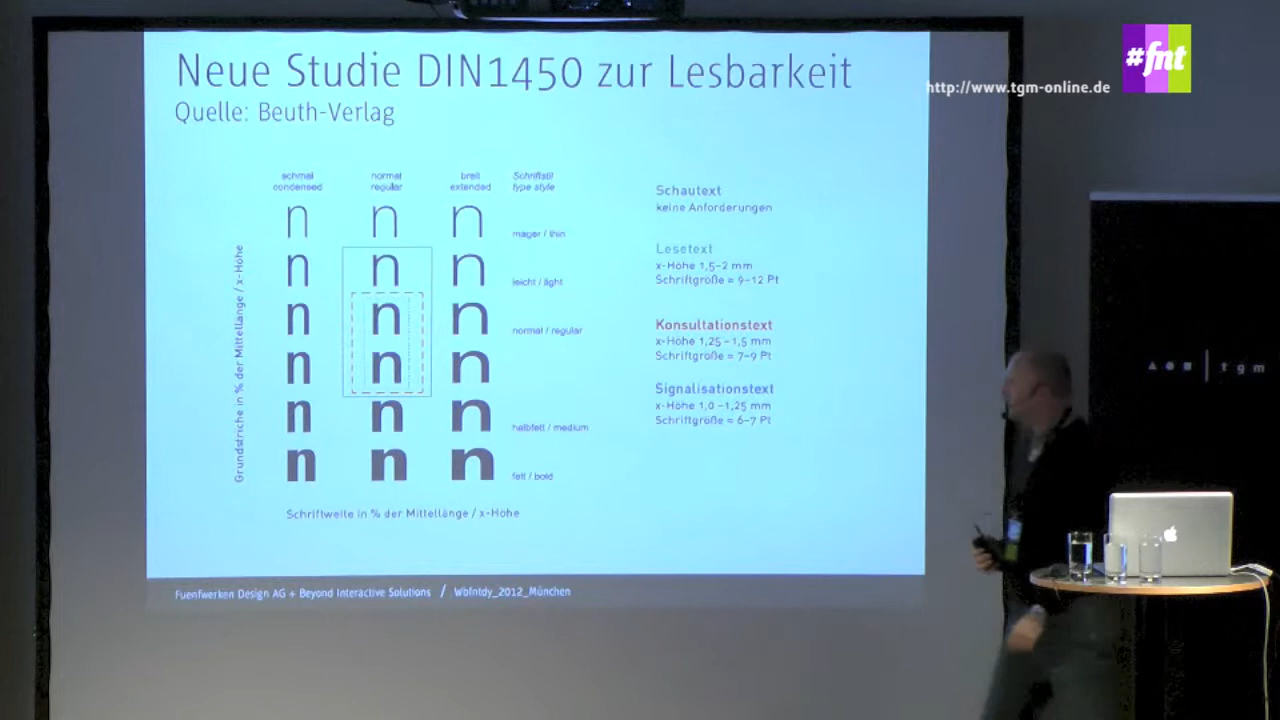 Neue Studie DIN1450 zur Lesbarkeit
Quelle: Beuth-Verlag
#fnt
http://www.tgm-online.de
schmal
condensed
normal
regular
breit
extended
Schriftstil
type style
n n n
mager / thin
n n n
leicht / light
n n n
normal / regular
n n n
n n n
halbfett / medium
n n n
fett / bold
Grundstriche in % der Mittellänge / x-Höhe
Schriftweite in % der Mittellänge / x-Höhe
Schautext
keine Anforderungen
Lesetext
x-Höhe 1,5–2 mm
Schriftgröße = 9–12 Pt
Konsultationstext
x-Höhe 1,25 – 1,5 mm
Schriftgröße = 7–9 Pt
Signalisationstext
x-Höhe 1,0 –1,25 mm
Schriftgröße = 6–7 Pt
tgm
Fuenfwerken Design AG + Beyond Interactive Solutions / Wbfntdy_2012_München